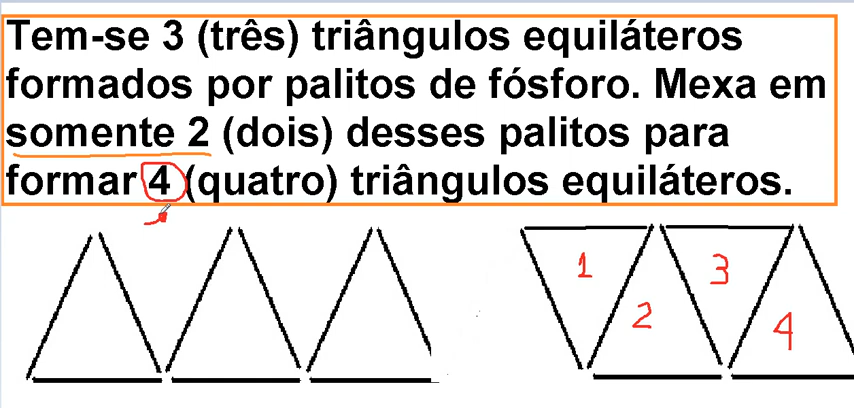 Tem-se 3 (três) triângulos equiláteros
formados por palitos de fósforo. Mexa em
somente 2 (dois) desses palitos para
formar 4 (quatro) triângulos equiláteros.
1 2 3 4